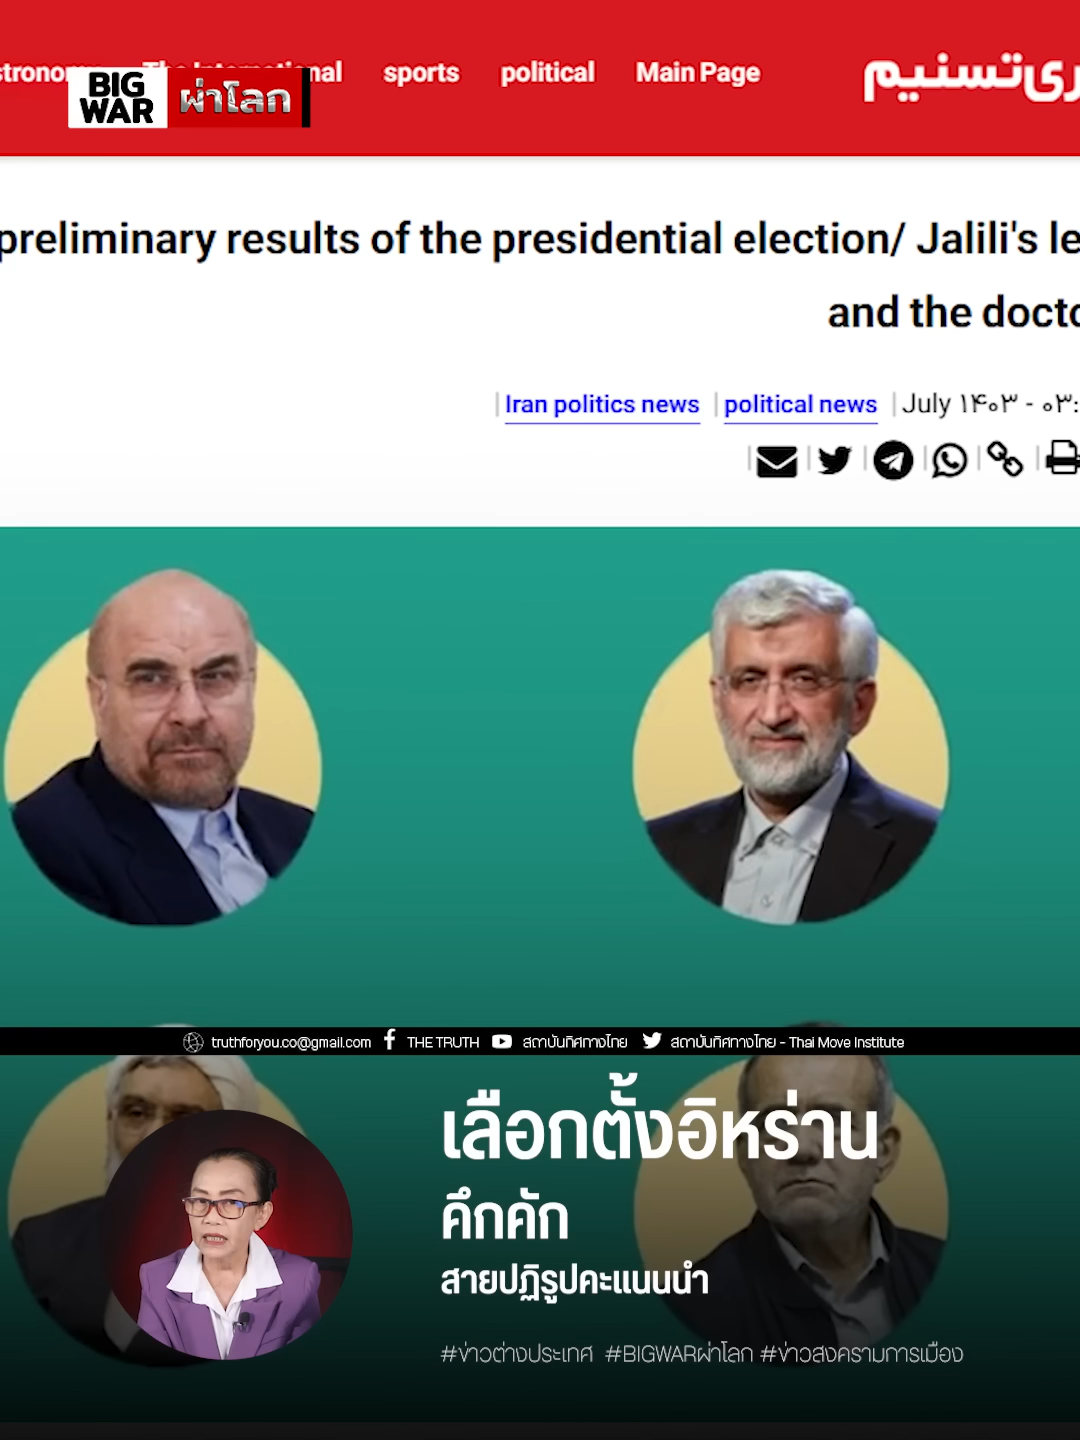 stronomy The International sports political Main Page ری‌تسنیم
BIG
WAR ผ่าโลก
preliminary results of the presidential election/ Jalili's le
and the docto
Iran politics news | political news | July ۱۴۰۳ - ۰۳:
truthforyou.co@gmail.com THE TRUTH สถาบันทิศทางไทย สถาบันทิศทางไทย - Thai Move Institute
เลือกตั้งอิหร่าน
คึกคัก
สายปฏิรูปคะแนนนำ
#ข่าวต่างประเทศ #BIGWARผ่าโลก #ข่าวสงครามการเมือง